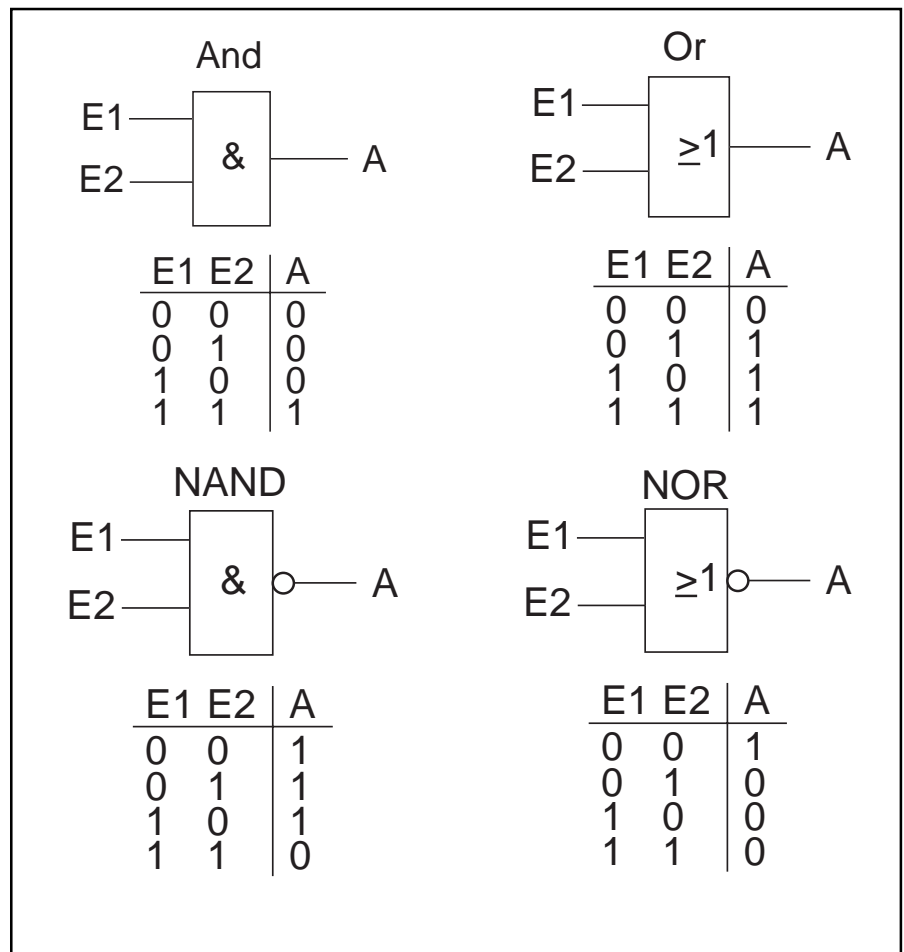 And
E1
E2
&
A
E1 E2 A
0 0 0
0 1 0
1 0 0
1 1 1
Or
E1
E2
≥1
A
E1 E2 A
0 0 0
0 1 1
1 0 1
1 1 1
NAND
E1
E2
&
A
E1 E2 A
0 0 1
0 1 1
1 0 1
1 1 0
NOR
E1
E2
≥1
A
E1 E2 A
0 0 1
0 1 0
1 0 0
1 1 0